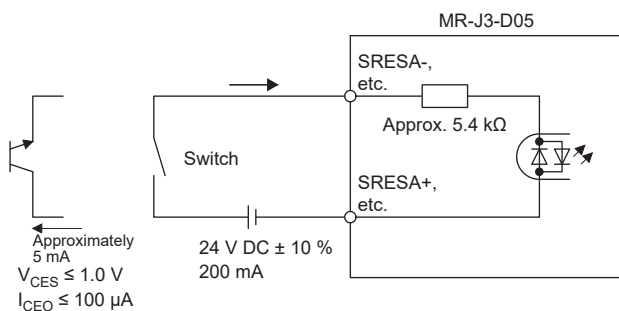 MR-J3-D05
SRESA-,
etc.
Approx. 5.4 kΩ
Switch
SRESA+,
etc.
Approximately
5 mA
24 V DC ± 10 %
200 mA
VCES ≤ 1.0 V
ICEO ≤ 100 µA